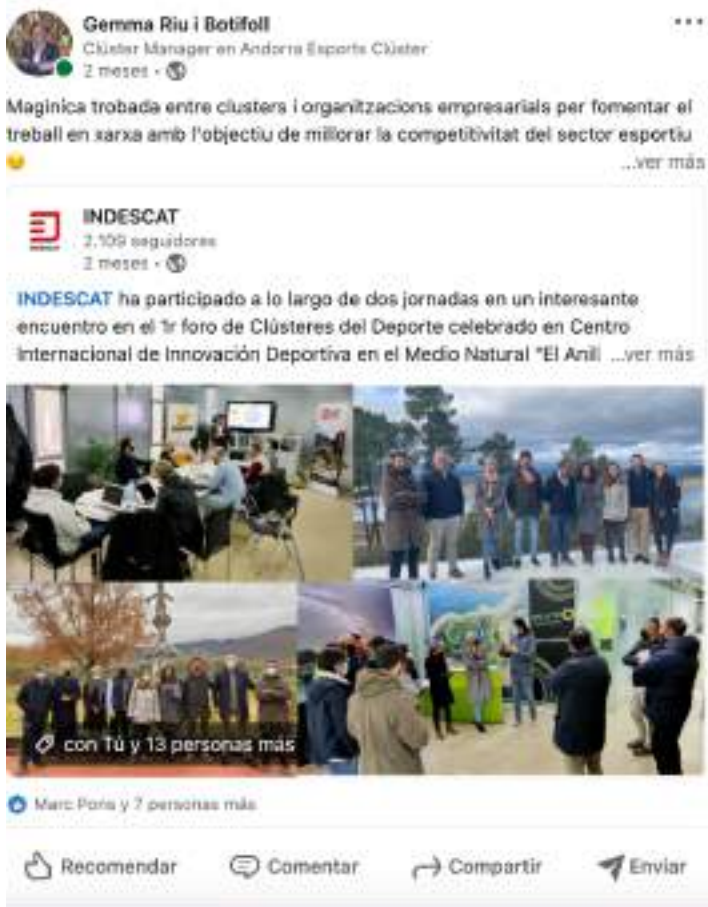 Gemma Riu i Botifoll
Clúster Manager en Andorra Esports Clúster
2 meses •
Magínica trobada entre clusters i organitzacions empresarials per fomentar el
treball en xarxa amb l'objectiu de millorar la competitivitat del sector esportiu
...ver más
INDESCAT
2.109 seguidores
2 meses •
INDESCAT ha participado a lo largo de dos jornadas en un interesante
encuentro en el 1r foro de Clústeres del Deporte celebrado en Centro
Internacional de Innovación Deportiva en el Medio Natural "El Anill ...ver más
con Tú y 13 personas más
Marc Poris y 7 personas más
Recomendar Comentar Compartir Enviar